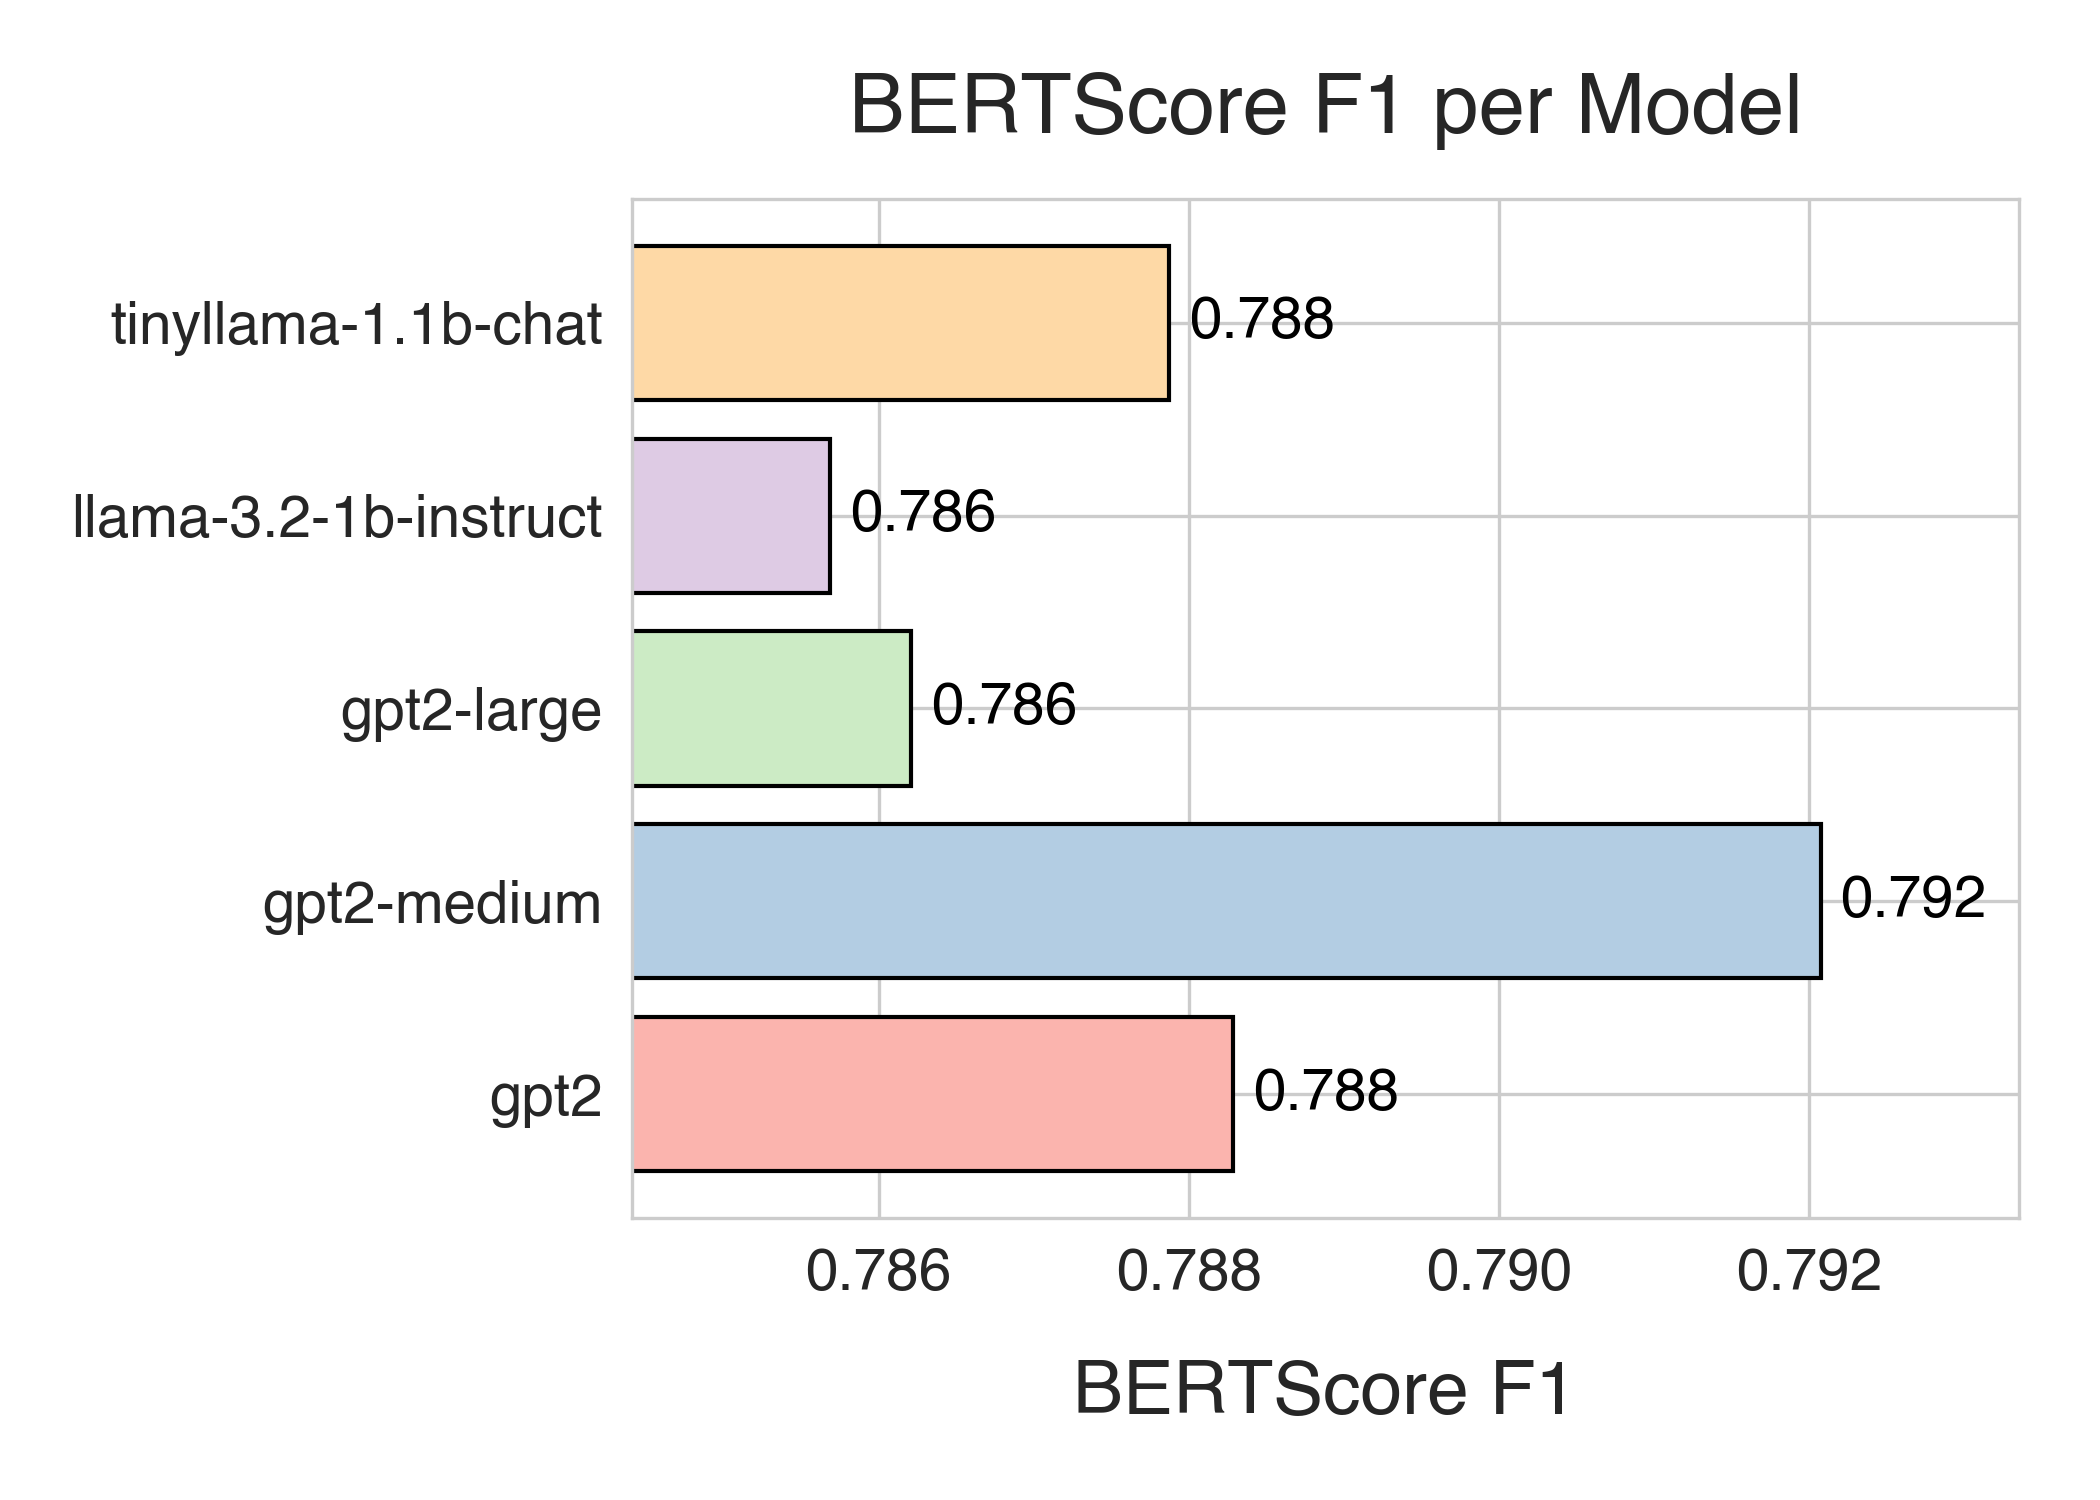 BERTScore F1 per Model
tinyllama-1.1b-chat
0.788
llama-3.2-1b-instruct
0.786
gpt2-large
0.786
gpt2-medium
0.792
gpt2
0.788
0.786 0.788 0.790 0.792
BERTScore F1